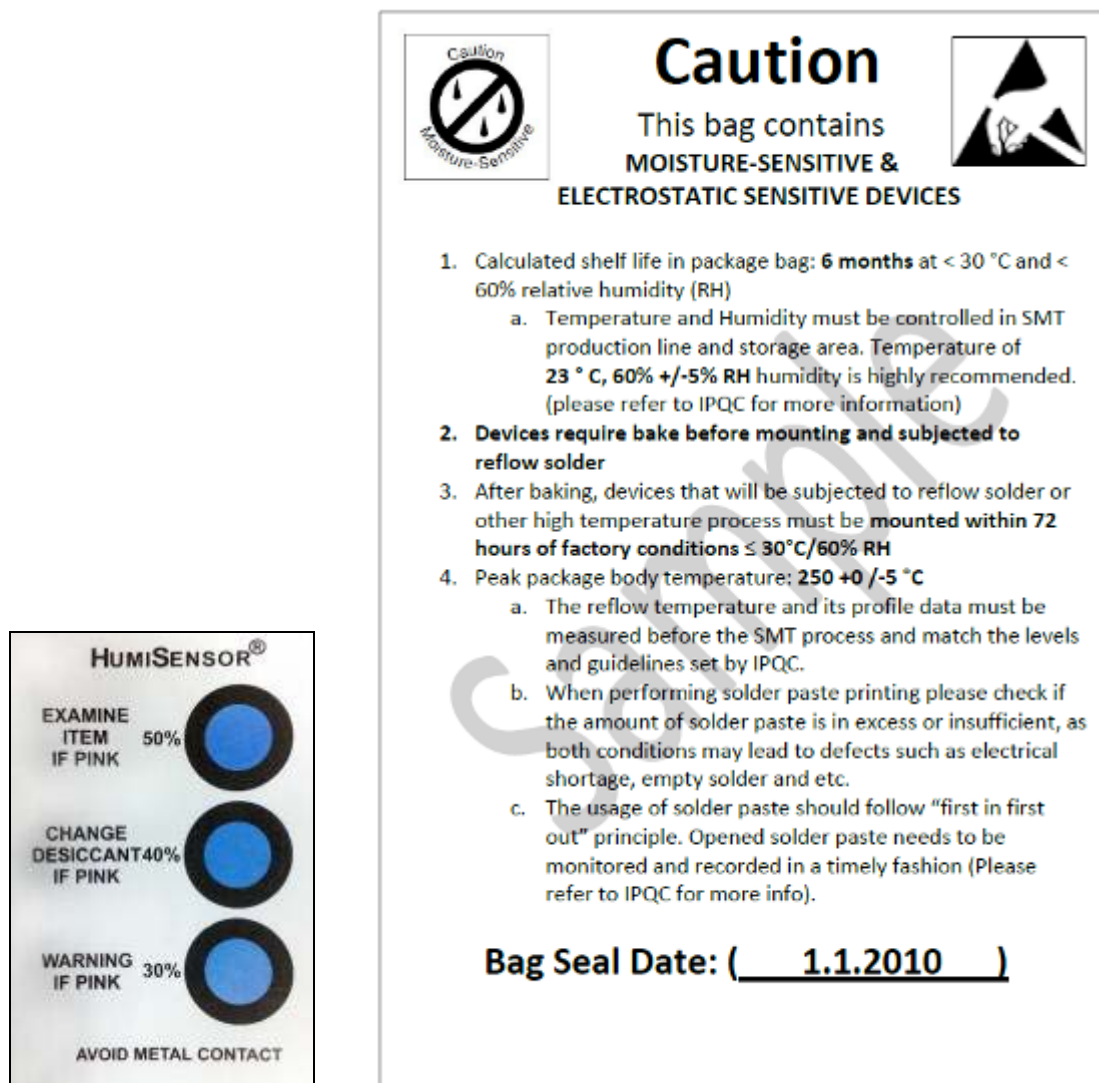 HUMISENSOR®
EXAMINE
ITEM 50%
IF PINK
CHANGE
DESICCANT 40%
IF PINK
WARNING 30%
IF PINK
AVOID METAL CONTACT
Caution
Moisture-Sensitive
Caution
This bag contains
MOISTURE-SENSITIVE &
ELECTROSTATIC SENSITIVE DEVICES
1. Calculated shelf life in package bag: 6 months at < 30 °C and <
60% relative humidity (RH)
a. Temperature and Humidity must be controlled in SMT
production line and storage area. Temperature of
23 ° C, 60% +/-5% RH humidity is highly recommended.
(please refer to IPQC for more information)
2. Devices require bake before mounting and subjected to
reflow solder
3. After baking, devices that will be subjected to reflow solder or
other high temperature process must be mounted within 72
hours of factory conditions ≤ 30°C/60% RH
4. Peak package body temperature: 250 +0 /-5 °C
a. The reflow temperature and its profile data must be
measured before the SMT process and match the levels
and guidelines set by IPQC.
b. When performing solder paste printing please check if
the amount of solder paste is in excess or insufficient, as
both conditions may lead to defects such as electrical
shortage, empty solder and etc.
c. The usage of solder paste should follow “first in first
out” principle. Opened solder paste needs to be
monitored and recorded in a timely fashion (Please
refer to IPQC for more info).
Bag Seal Date: ( 1.1.2010 )
Sample